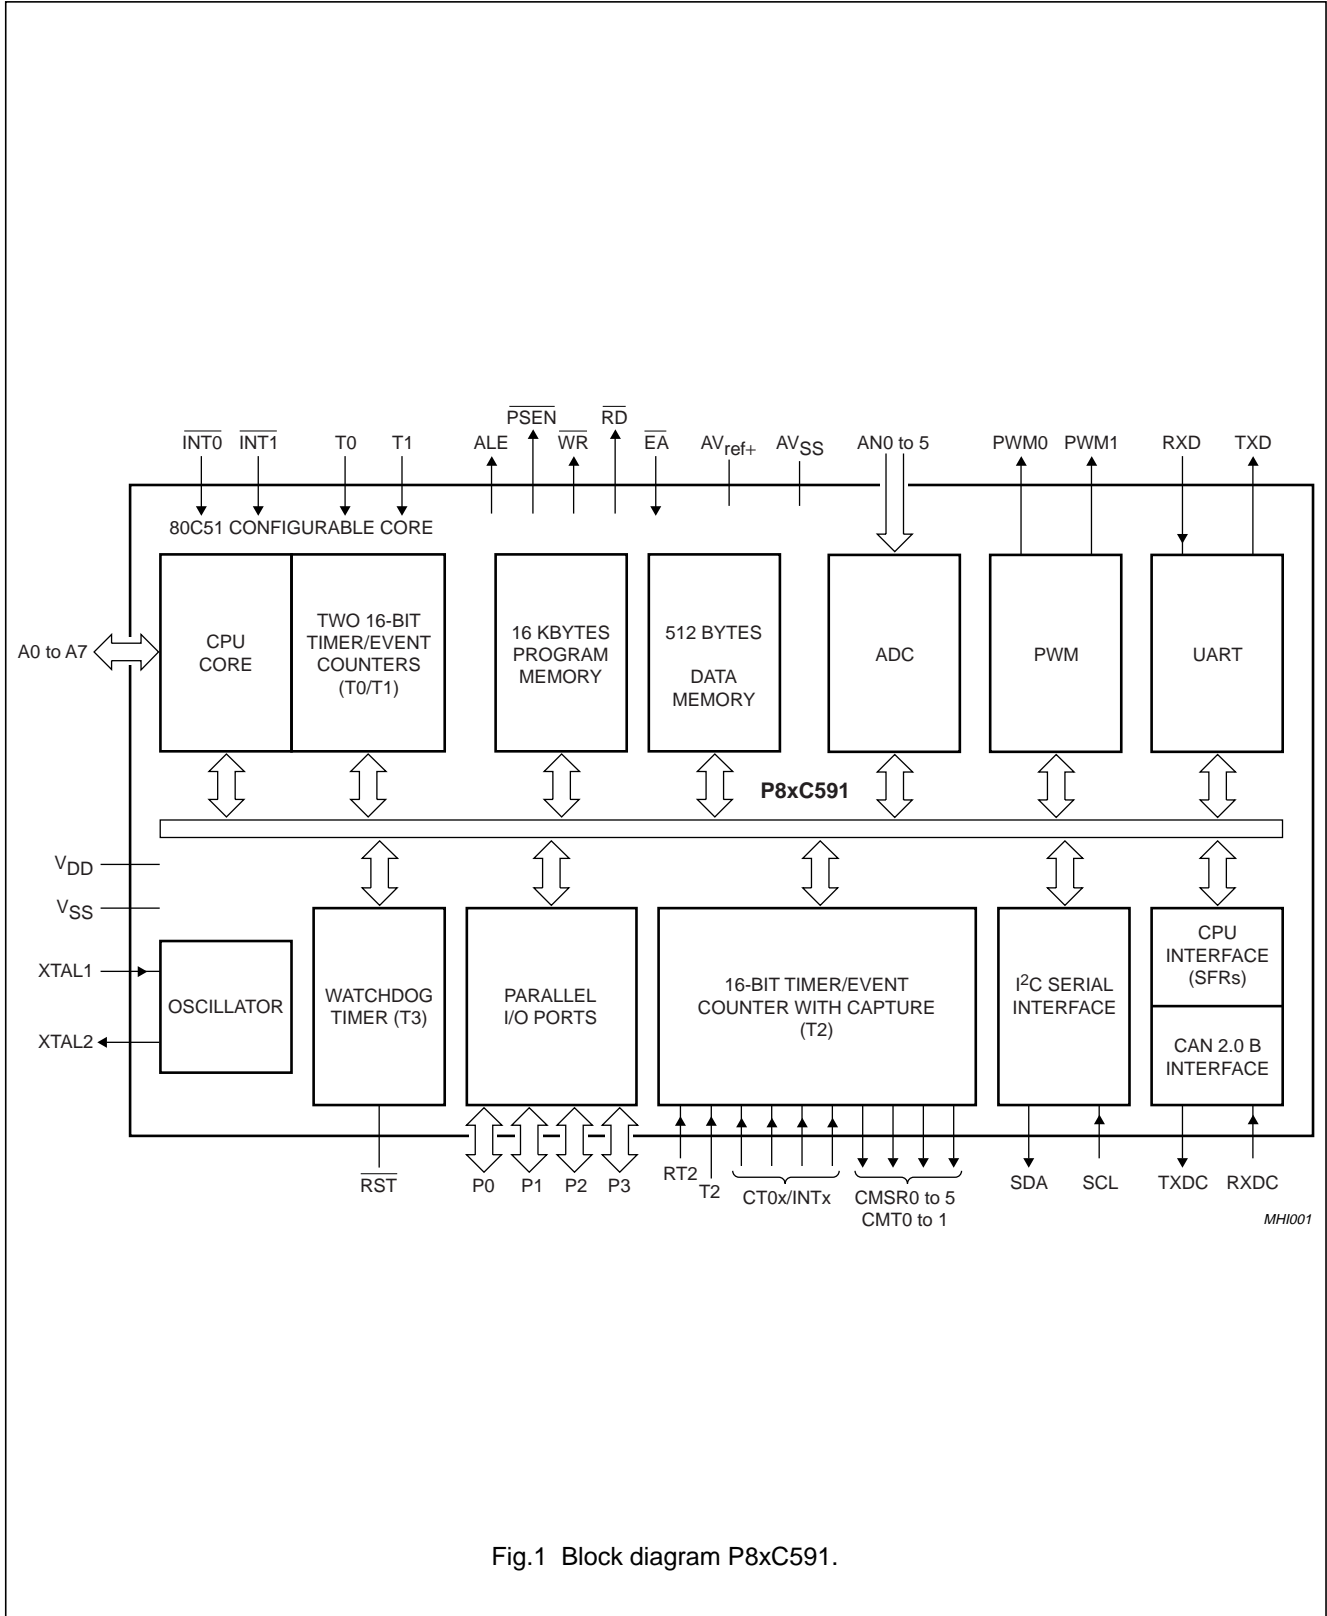 INT0 INT1 T0 T1 ALE PSEN WR RD EA AVref+ AVSS AN0 to 5 PWM0 PWM1 RXD TXD
80C51 CONFIGURABLE CORE
CPU
CORE
TWO 16-BIT
TIMER/EVENT
COUNTERS
(T0/T1)
16 KBYTES
PROGRAM
MEMORY
512 BYTES
DATA
MEMORY
ADC
PWM
UART
A0 to A7
P8xC591
VDD
VSS
XTAL1
XTAL2
OSCILLATOR
WATCHDOG
TIMER (T3)
PARALLEL
I/O PORTS
16-BIT TIMER/EVENT
COUNTER WITH CAPTURE
(T2)
I²C SERIAL
INTERFACE
CPU
INTERFACE
(SFRs)
CAN 2.0 B
INTERFACE
RST P0 P1 P2 P3 RT2 T2 CT0x/INTx CMSR0 to 5
CMT0 to 1
SDA SCL TXDC RXDC
MHI001
Fig.1 Block diagram P8xC591.